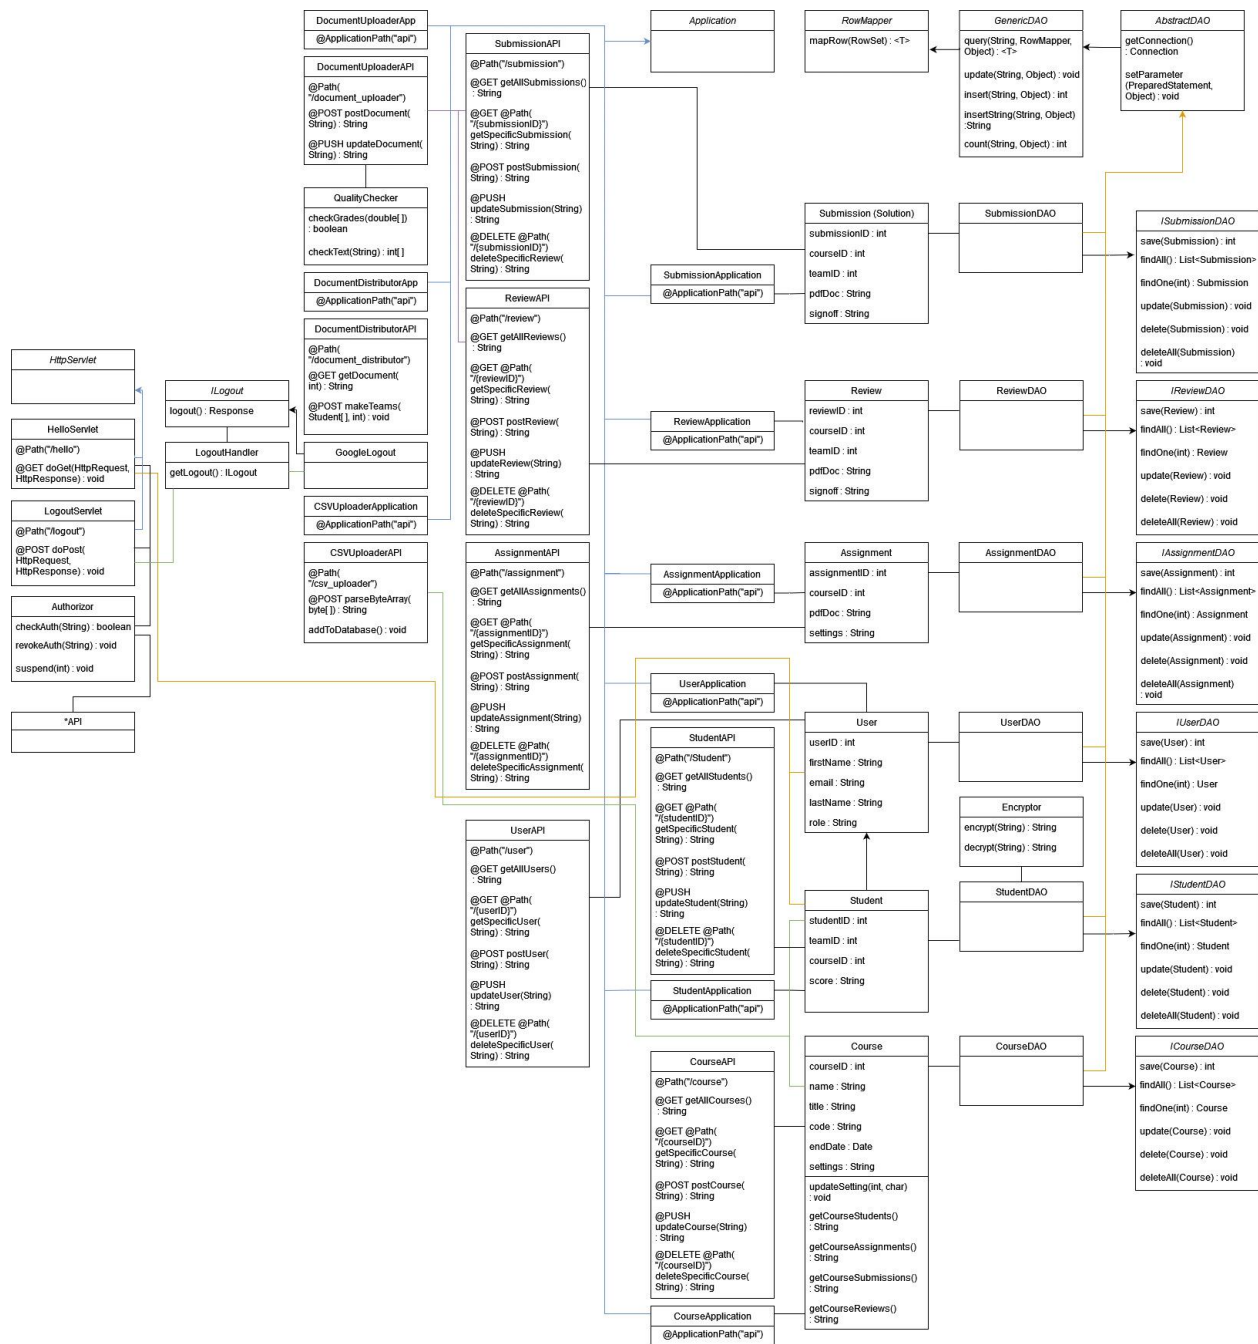 DocumentUploaderApp
@ApplicationPath("api")
DocumentUploaderAPI
@Path(
"/document_uploader")
@POST postDocument(
String) : String
@PUSH updateDocument(
String) : String
QualityChecker
checkGrades(double[ ])
: boolean
checkText(String) : int[ ]
DocumentDistributorApp
@ApplicationPath("api")
DocumentDistributorAPI
@Path(
"/document_distributor")
@GET getDocument(
int) : String
@POST makeTeams(
Student[ ], int) : void
HttpServlet
HelloServlet
@Path("/hello")
@GET doGet(HttpRequest,
HttpResponse) : void
LogoutServlet
@Path("/logout")
@POST doPost(
HttpRequest,
HttpResponse) : void
Authorizor
checkAuth(String) : boolean
revokeAuth(String) : void
suspend(int) : void
*API
ILogout
logout() : Response
LogoutHandler
getLogout() : ILogout
GoogleLogout
CSVUploaderApplication
@ApplicationPath("api")
CSVUploaderAPI
@Path(
"/csv_uploader")
@POST parseByteArray(
byte[ ]) : String
addToDatabase() : void
SubmissionAPI
@Path("/submission")
@GET getAllSubmissions()
: String
@GET @Path(
"/{submissionID}")
getSpecificSubmission(
String) : String
@POST postSubmission(
String) : String
@PUSH
updateSubmission(String)
: String
@DELETE @Path(
"/{submissionID}")
deleteSpecificReview(
String) : String
ReviewAPI
@Path("/review")
@GET getAllReviews()
: String
@GET @Path(
"/{reviewID}")
getSpecificReview(
String) : String
@POST postReview(
String) : String
@PUSH
updateReview(String)
: String
@DELETE @Path(
"/{reviewID}")
deleteSpecificReview(
String) : String
AssignmentAPI
@Path("/assignment")
@GET getAllAssignments()
: String
@GET @Path(
"/{assignmentID}")
getSpecificAssignment(
String) : String
@POST postAssignment(
String) : String
@PUSH
updateAssignment(String)
: String
@DELETE @Path(
"/{assignmentID}")
deleteSpecificAssignment(
String) : String
UserAPI
@Path("/user")
@GET getAllUsers()
: String
@GET @Path(
"/{userID}")
getSpecificUser(
String) : String
@POST postUser(
String) : String
@PUSH
updateUser(String)
: String
@DELETE @Path(
"/{userID}")
deleteSpecificUser(
String) : String
Application
SubmissionApplication
@ApplicationPath("api")
ReviewApplication
@ApplicationPath("api")
AssignmentApplication
@ApplicationPath("api")
UserApplication
@ApplicationPath("api")
StudentAPI
@Path("/Student")
@GET getAllStudents()
: String
@GET @Path(
"/{studentID}")
getSpecificStudent(
String) : String
@POST postStudent(
String) : String
@PUSH
updateStudent(String)
: String
@DELETE @Path(
"/{studentID}")
deleteSpecificStudent(
String) : String
StudentApplication
@ApplicationPath("api")
CourseAPI
@Path("/course")
@GET getAllCourses()
: String
@GET @Path(
"/{courseID}")
getSpecificCourse(
String) : String
@POST postCourse(
String) : String
@PUSH
updateCourse(String)
: String
@DELETE @Path(
"/{courseID}")
deleteSpecificCourse(
String) : String
CourseApplication
@ApplicationPath("api")
RowMapper
mapRow(RowSet) : <T>
GenericDAO
query(String, RowMapper,
Object) : <T>
update(String, Object) : void
insert(String, Object) : int
insertString(String, Object)
:String
count(String, Object) : int
AbstractDAO
getConnection()
: Connection
setParameter
(PreparedStatement,
Object) : void
Submission (Solution)
submissionID : int
courseID : int
teamID : int
pdfDoc : String
signoff : String
SubmissionDAO
ISubmissionDAO
save(Submission) : int
findAll() : List<Submission>
findOne(int) : Submission
update(Submission) : void
delete(Submission) : void
deleteAll(Submission)
: void
Review
reviewID : int
courseID : int
teamID : int
pdfDoc : String
signoff : String
ReviewDAO
IReviewDAO
save(Review) : int
findAll() : List<Review>
findOne(int) : Review
update(Review) : void
delete(Review) : void
deleteAll(Review) : void
Assignment
assignmentID : int
courseID : int
pdfDoc : String
settings : String
AssignmentDAO
IAssignmentDAO
save(Assignment) : int
findAll() : List<Assignment>
findOne(int) : Assignment
update(Assignment) : void
delete(Assignment) : void
deleteAll(Assignment)
: void
User
userID : int
firstName : String
email : String
lastName : String
role : String
UserDAO
IUserDAO
save(User) : int
findAll() : List<User>
findOne(int) : User
update(User) : void
delete(User) : void
deleteAll(User) : void
Encryptor
encrypt(String) : String
decrypt(String) : String
Student
studentID : int
teamID : int
courseID : int
score : String
StudentDAO
IStudentDAO
save(Student) : int
findAll() : List<Student>
findOne(int) : Student
update(Student) : void
delete(Student) : void
deleteAll(Student) : void
Course
courseID : int
name : String
title : String
code : String
endDate : Date
settings : String
updateSetting(int, char)
: void
getCourseStudents()
: String
getCourseAssignments()
: String
getCourseSubmissions()
: String
getCourseReviews()
: String
CourseDAO
ICourseDAO
save(Course) : int
findAll() : List<Course>
findOne(int) : Course
update(Course) : void
delete(Course) : void
deleteAll(Course) : void